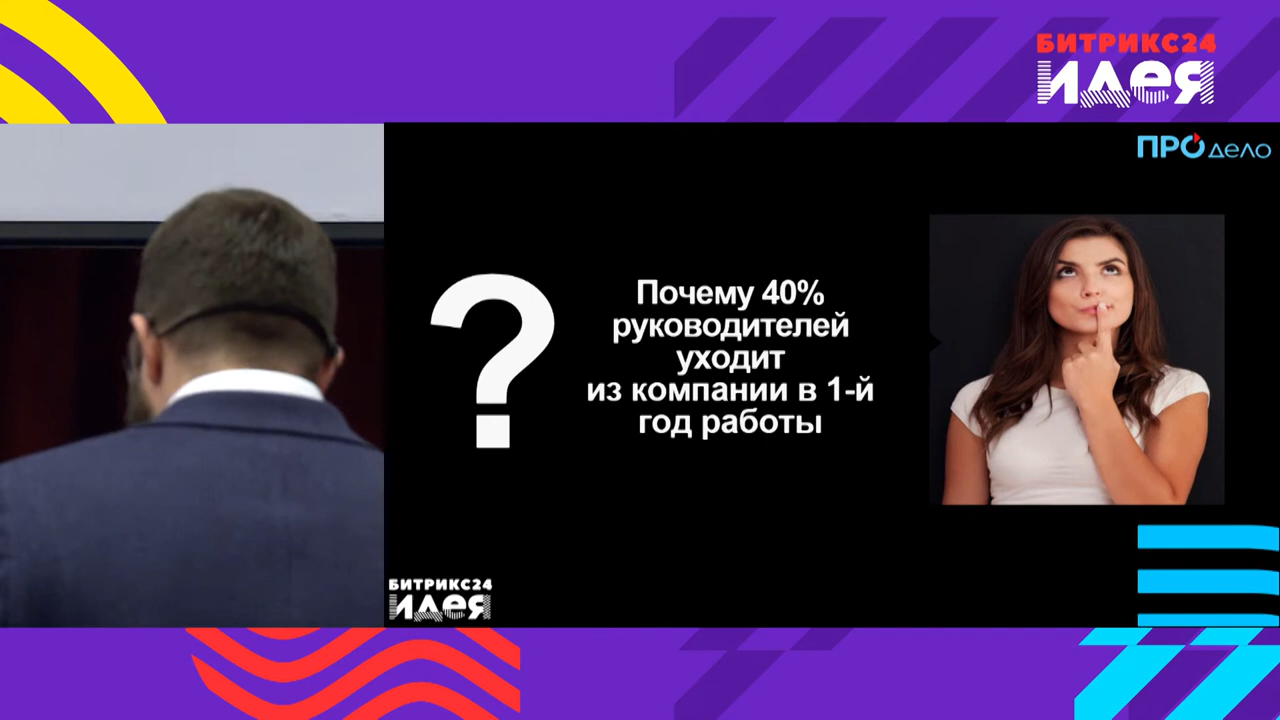 БИТРИКС24
идея
ПРОдело
?
Почему 40%
руководителей
уходит
из компании в 1-й
год работы
БИТРИКС24
идея